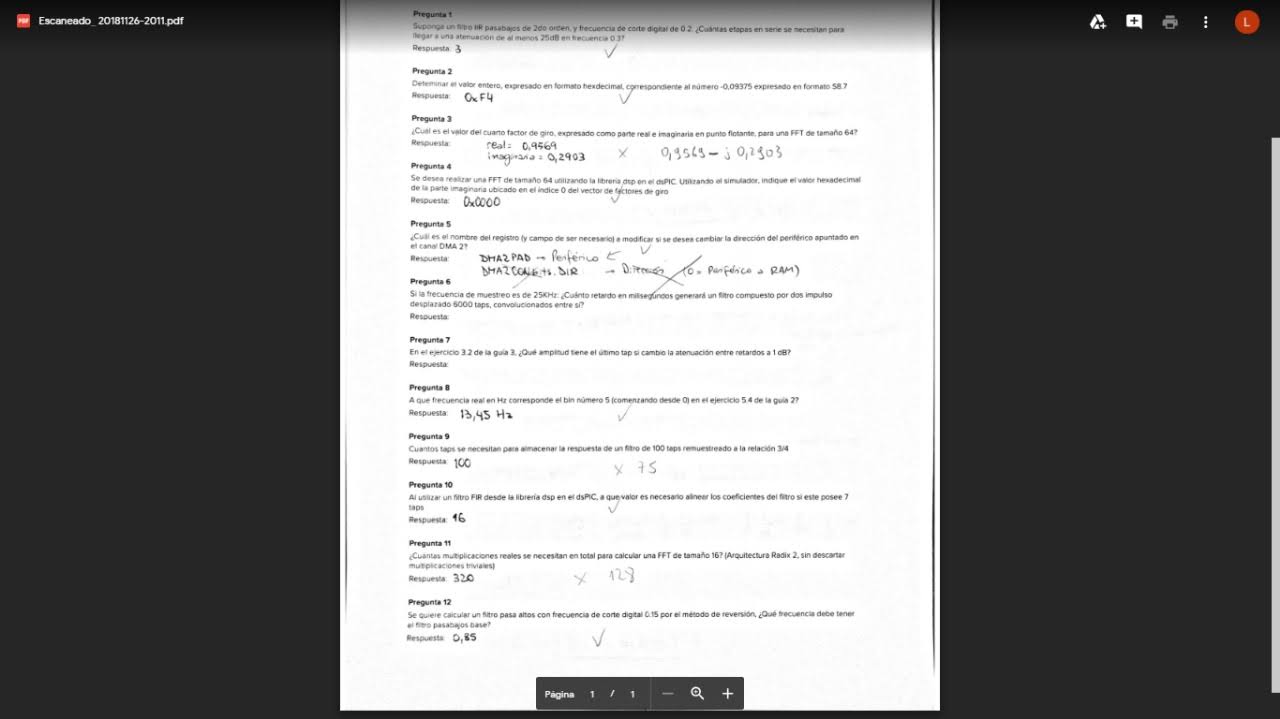 Escaneado_ 20181126-2011.pdf
L
Pregunta 1
Suponga un filtro IIR pasabajos de 2do orden, y frecuencia de corte digital de 0.2. ¿Cuántas etapas en serie se necesitan para
llegar a una atenuación de al menos 25dB en frecuencia 0.3?
Respuesta: 3
Pregunta 2
Deteminar el valor entero, expresado en formato hexdecimal, correspondiente al número -0,09375 expresado en formato S8.7
Respuesta: 0xF4
Pregunta 3
¿Cuál es el valor del cuarto factor de giro, expresado como parte real e imaginaria en punto flotante, para una FFT de tamaño 64?
Respuesta: real = 0,9569
imaginaria = 0,2903 x 0,9569 - j 0,2903
Pregunta 4
Se desea realizar una FFT de tamaño 64 utilizando la librería dsp en el dsPIC. Utilizando el simulador, indique el valor hexadecimal
de la parte imaginaria ubicado en el índice 0 del vector de factores de giro
Respuesta: 0x0000
Pregunta 5
¿Cuál es el nombre del registro (y campo de ser necesario) a modificar si se desea cambiar la dirección del periférico apuntado en
el canal DMA 2?
Respuesta: DMA2PAD → Periférico ←
DMA2CONbits.DIR → Dirección (0 = Periférico a RAM)
Pregunta 6
Si la frecuencia de muestreo es de 25KHz: ¿Cuánto retardo en milisegundos generará un filtro compuesto por dos impulso
desplazado 6000 taps, convolucionados entre sí?
Respuesta:
Pregunta 7
En el ejercicio 3.2 de la guía 3, ¿Qué amplitud tiene el último tap si cambio la atenuación entre retardos a 1 dB?
Respuesta:
Pregunta 8
A que frecuencia real en Hz corresponde el bin número 5 (comenzando desde 0) en el ejercicio 5.4 de la guía 2?
Respuesta: 13,45 Hz
Pregunta 9
Cuantos taps se necesitan para almacenar la respuesta de un filtro de 100 taps remuestreado a la relación 3/4
Respuesta: 100 x 75
Pregunta 10
Al utilizar un filtro FIR desde la librería dsp en el dsPIC, a que valor es necesario alinear los coeficientes del filtro si este posee 7
taps
Respuesta: 16
Pregunta 11
¿Cuantas multiplicaciones reales se necesitan en total para calcular una FFT de tamaño 16? (Arquitectura Radix 2, sin descartar
multiplicaciones triviales)
Respuesta: 320 x 128
Pregunta 12
Se quiere calcular un filtro pasa altos con frecuencia de corte digital 0.15 por el método de reversión, ¿Qué frecuencia debe tener
el filtro pasabajos base?
Respuesta: 0,85
Página 1 / 1